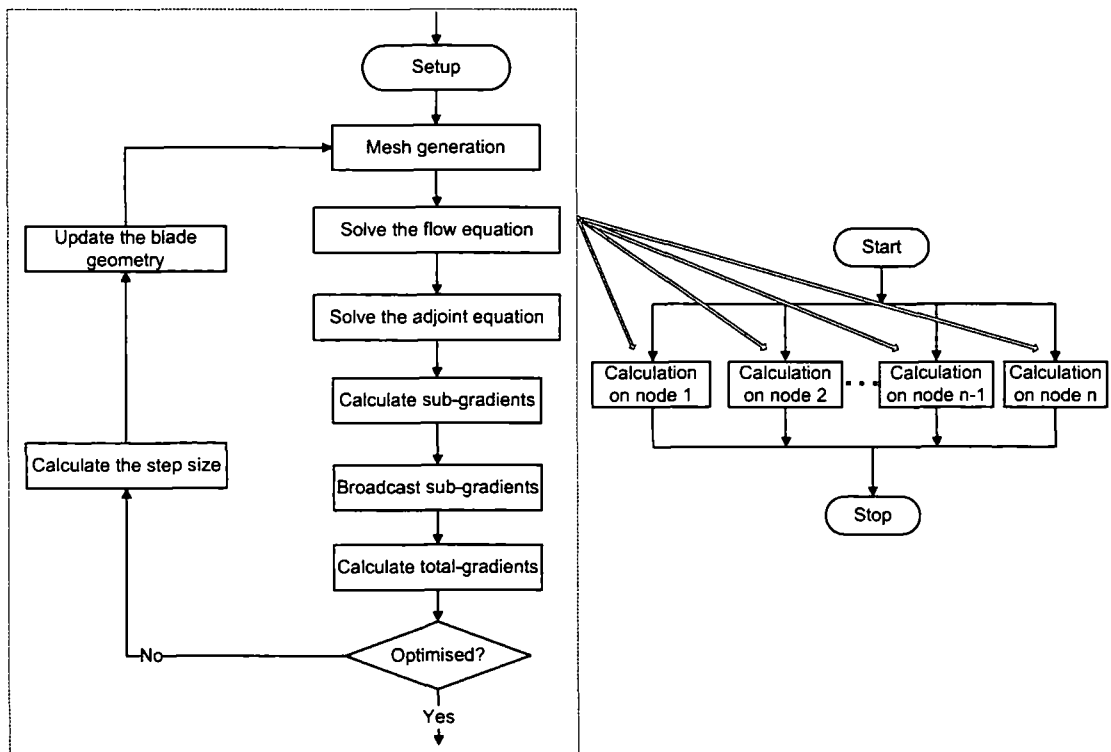 Setup
Mesh generation
Solve the flow equation
Solve the adjoint equation
Calculate sub-gradients
Broadcast sub-gradients
Calculate total-gradients
Optimised?
Yes
No
Calculate the step size
Update the blade
geometry
Start
Calculation
on node 1
Calculation
on node 2
...
Calculation
on node n-1
Calculation
on node n
Stop